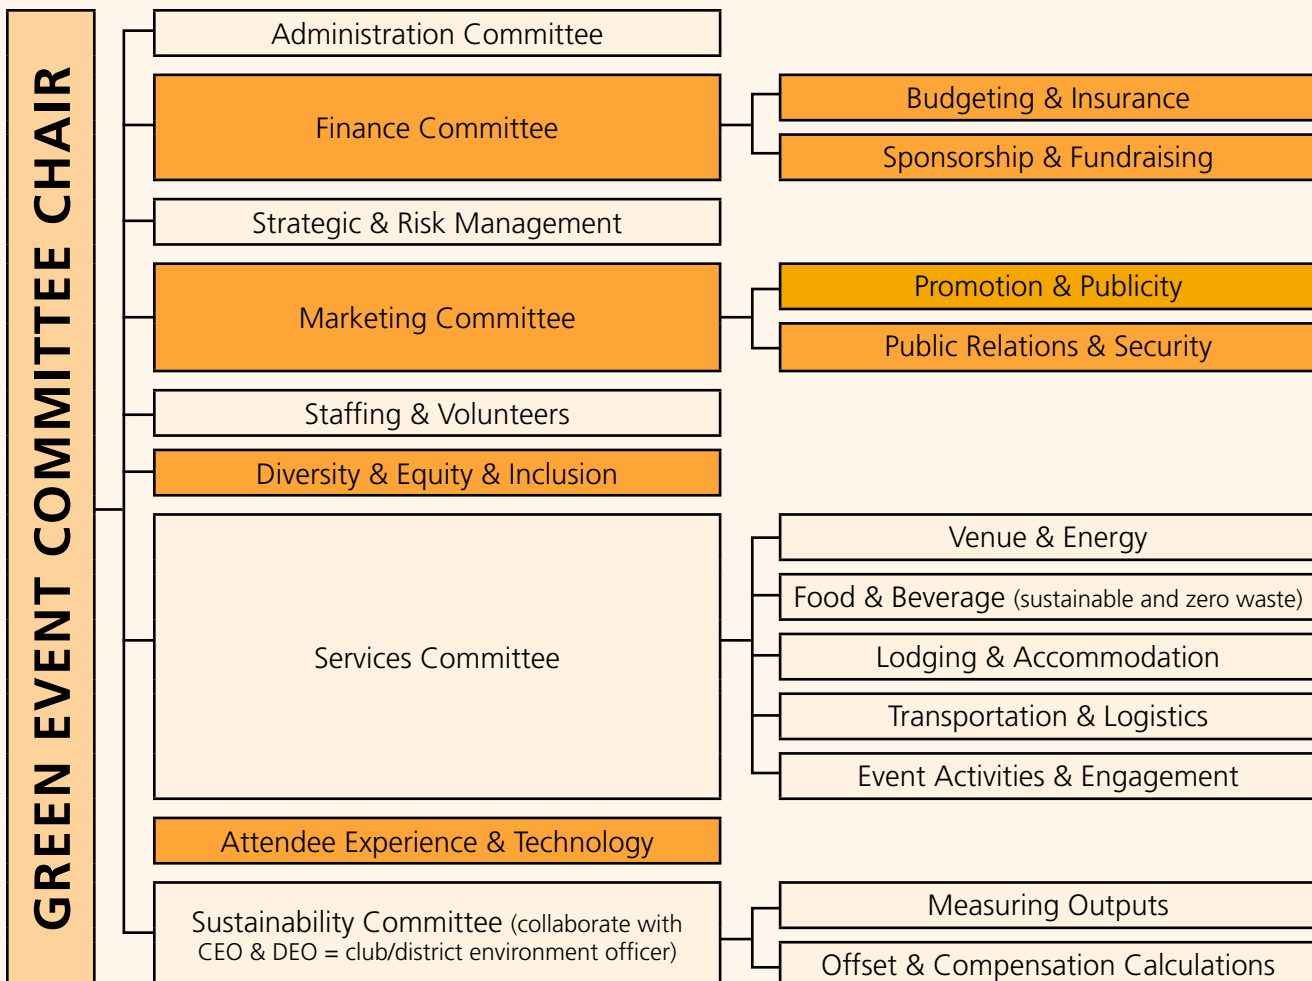 GREEN EVENT COMMITTEE CHAIR
Administration Committee
Finance Committee
Budgeting & Insurance
Sponsorship & Fundraising
Strategic & Risk Management
Marketing Committee
Promotion & Publicity
Public Relations & Security
Staffing & Volunteers
Diversity & Equity & Inclusion
Services Committee
Venue & Energy
Food & Beverage (sustainable and zero waste)
Lodging & Accommodation
Transportation & Logistics
Event Activities & Engagement
Attendee Experience & Technology
Sustainability Committee (collaborate with
CEO & DEO = club/district environment officer)
Measuring Outputs
Offset & Compensation Calculations